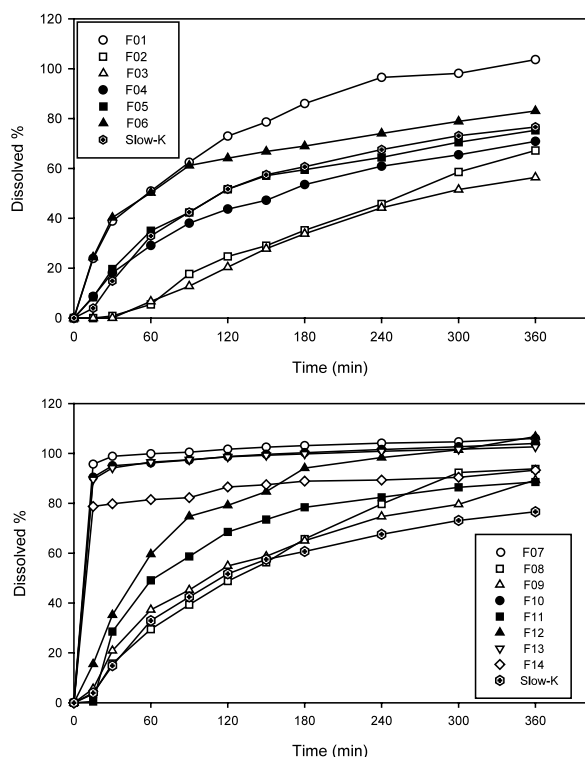 120
100
80
60
40
20
0
Dissolved %
F01
F02
F03
F04
F05
F06
Slow-K
0 60 120 180 240 300 360
Time (min)
120
100
80
60
40
20
0
Dissolved %
F07
F08
F09
F10
F11
F12
F13
F14
Slow-K
0 60 120 180 240 300 360
Time (min)